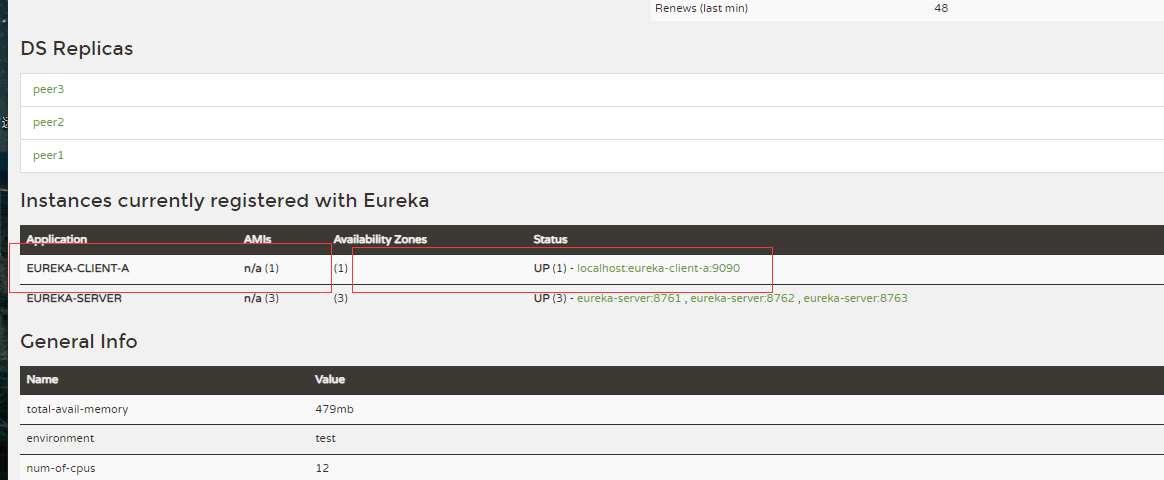 Renews (last min) 48
DS Replicas
peer3
peer2
peer1
Instances currently registered with Eureka
Application AMIs Availability Zones Status
EUREKA-CLIENT-A n/a (1) (1) UP (1) - localhost:eureka-client-a:9090
EUREKA-SERVER n/a (3) (3) UP (3) - eureka-server:8761 , eureka-server:8762 , eureka-server:8763
General Info
Name Value
total-avail-memory 479mb
environment test
num-of-cpus 12